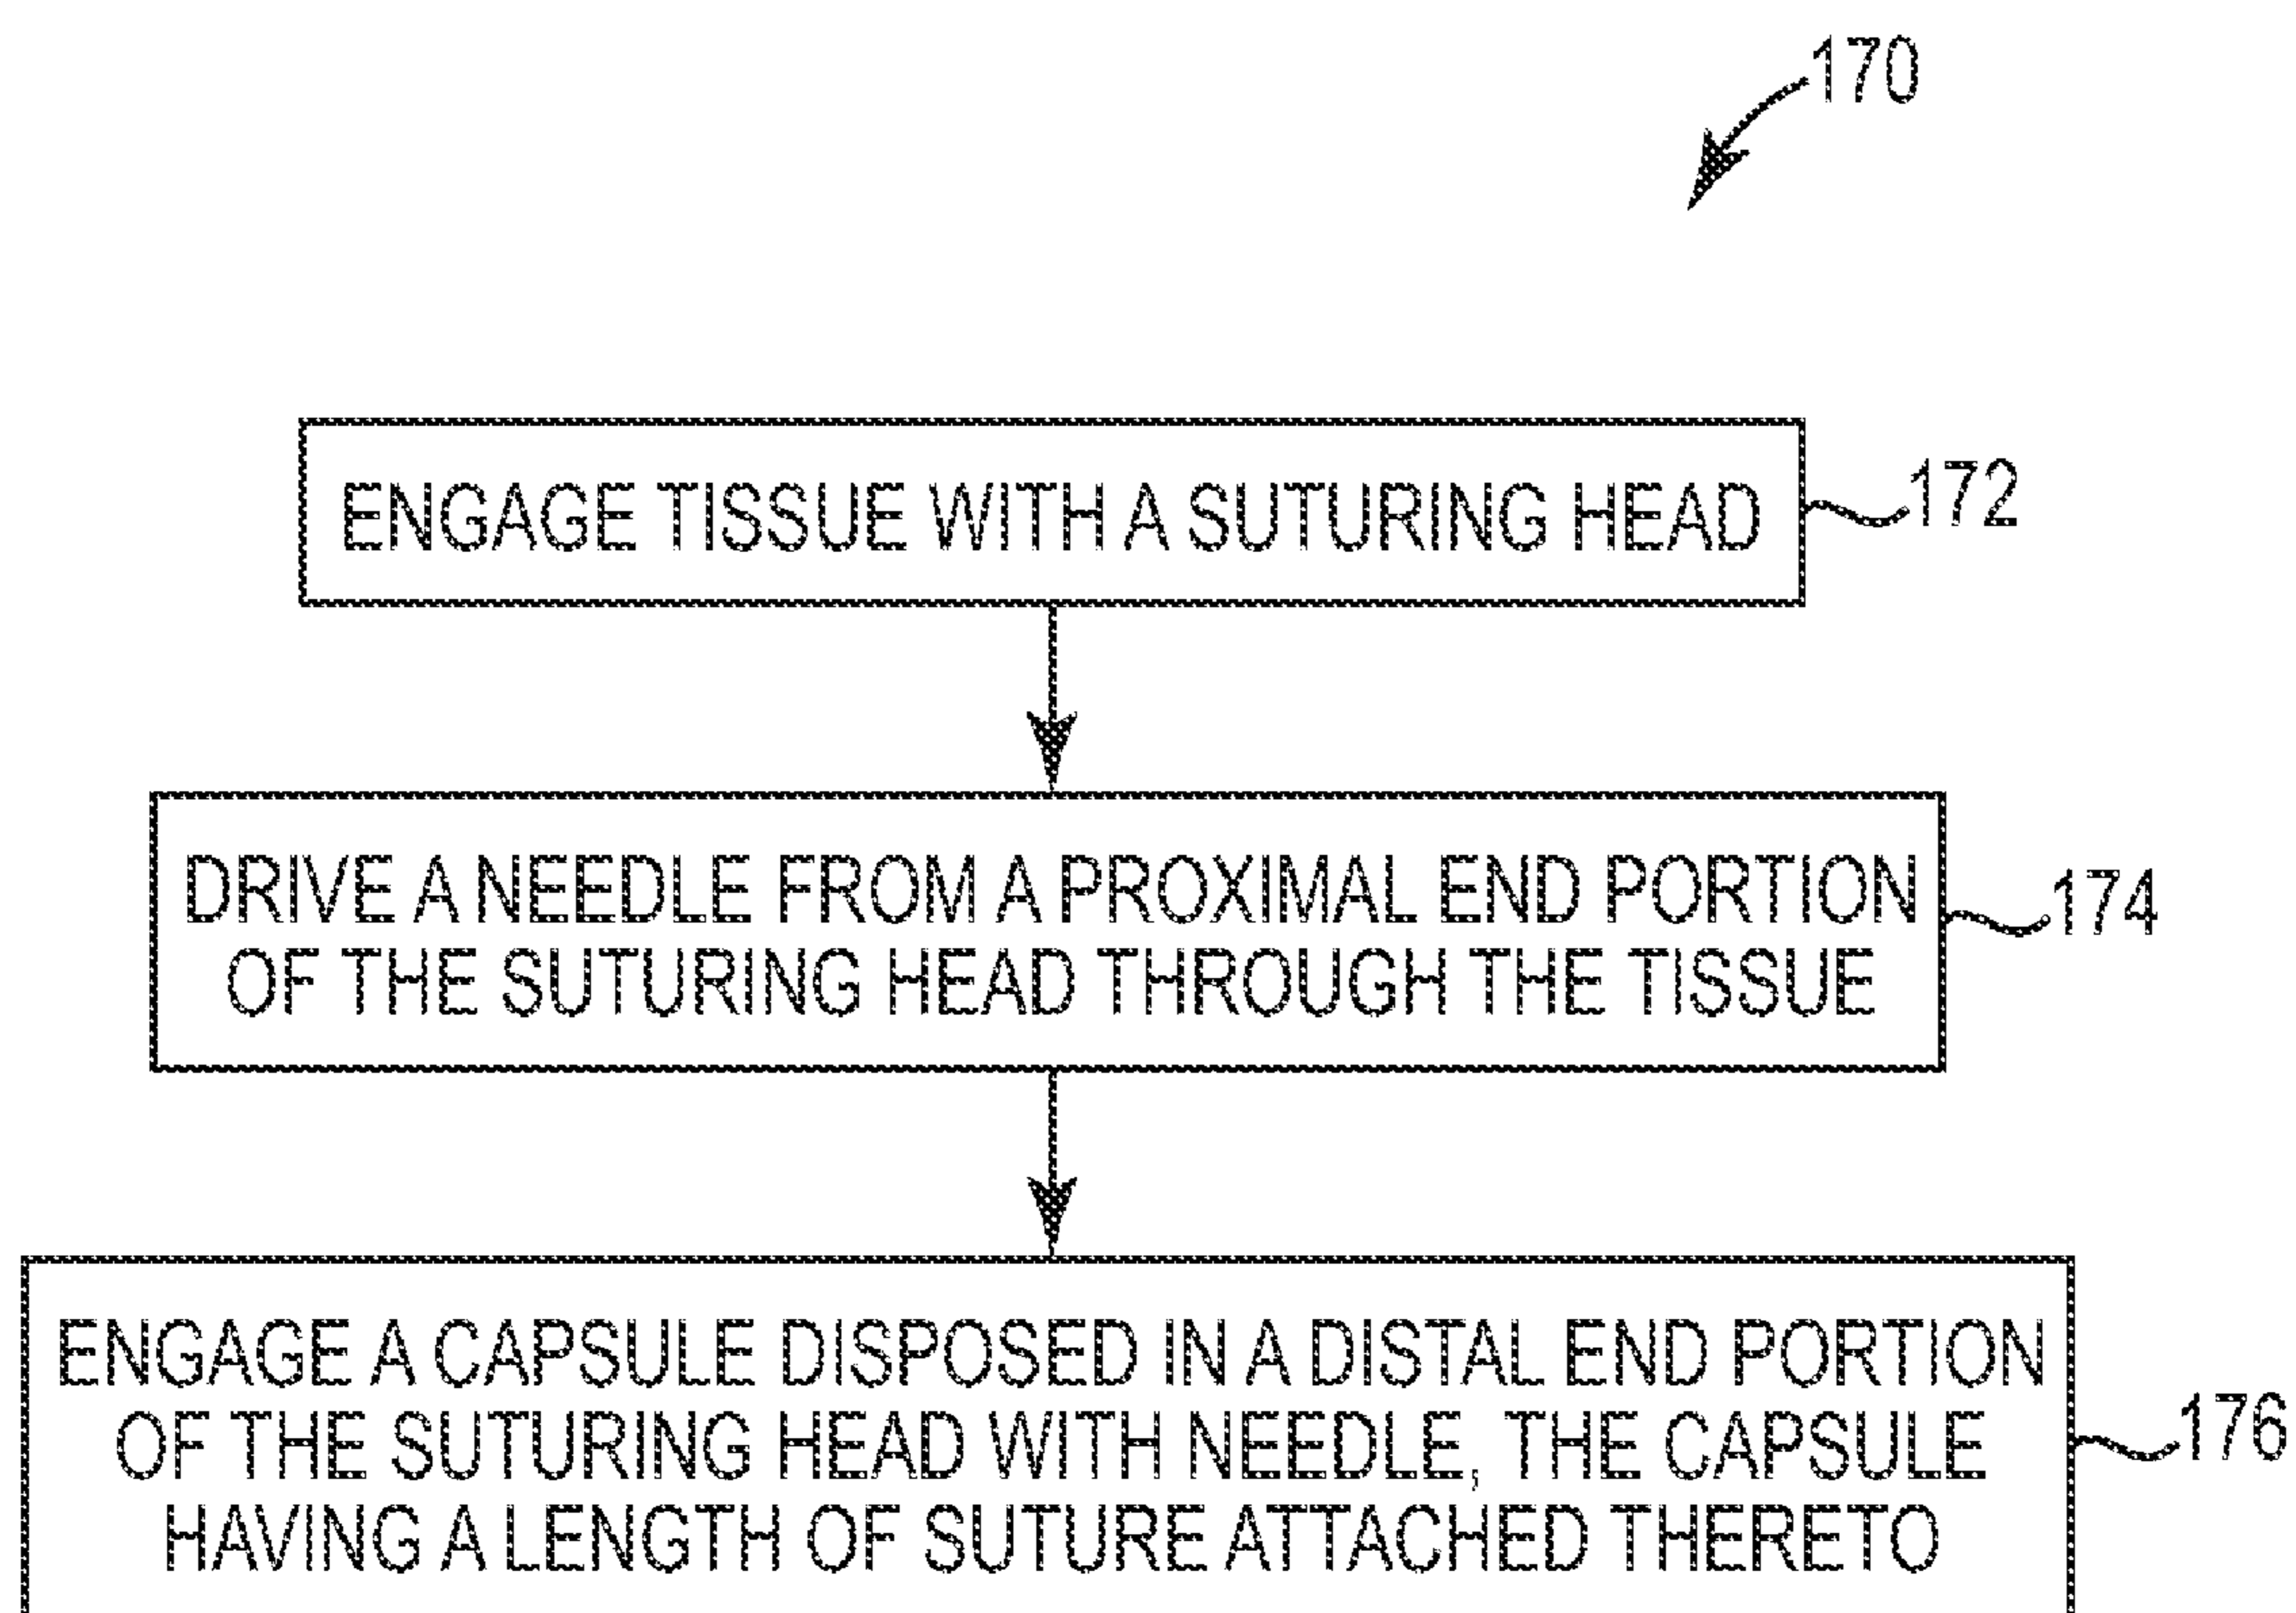 170
ENGAGE TISSUE WITH A SUTURING HEAD
172
DRIVE A NEEDLE FROM A PROXIMAL END PORTION
OF THE SUTURING HEAD THROUGH THE TISSUE
174
ENGAGE A CAPSULE DISPOSED IN A DISTAL END PORTION
OF THE SUTURING HEAD WITH NEEDLE, THE CAPSULE
HAVING A LENGTH OF SUTURE ATTACHED THERETO
176